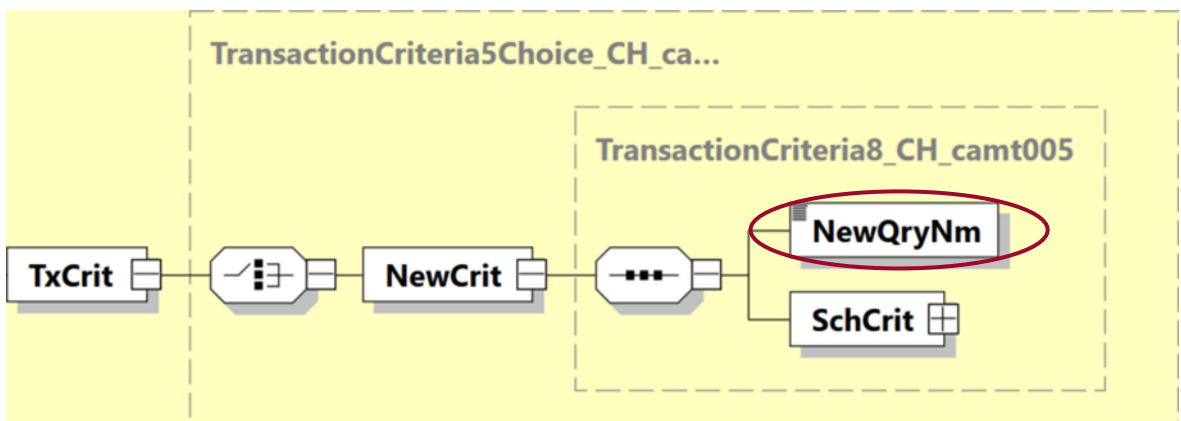 TransactionCriteria5Choice_CH_ca...
TransactionCriteria8_CH_camt005
NewQryNm
TxCrit
NewCrit
SchCrit